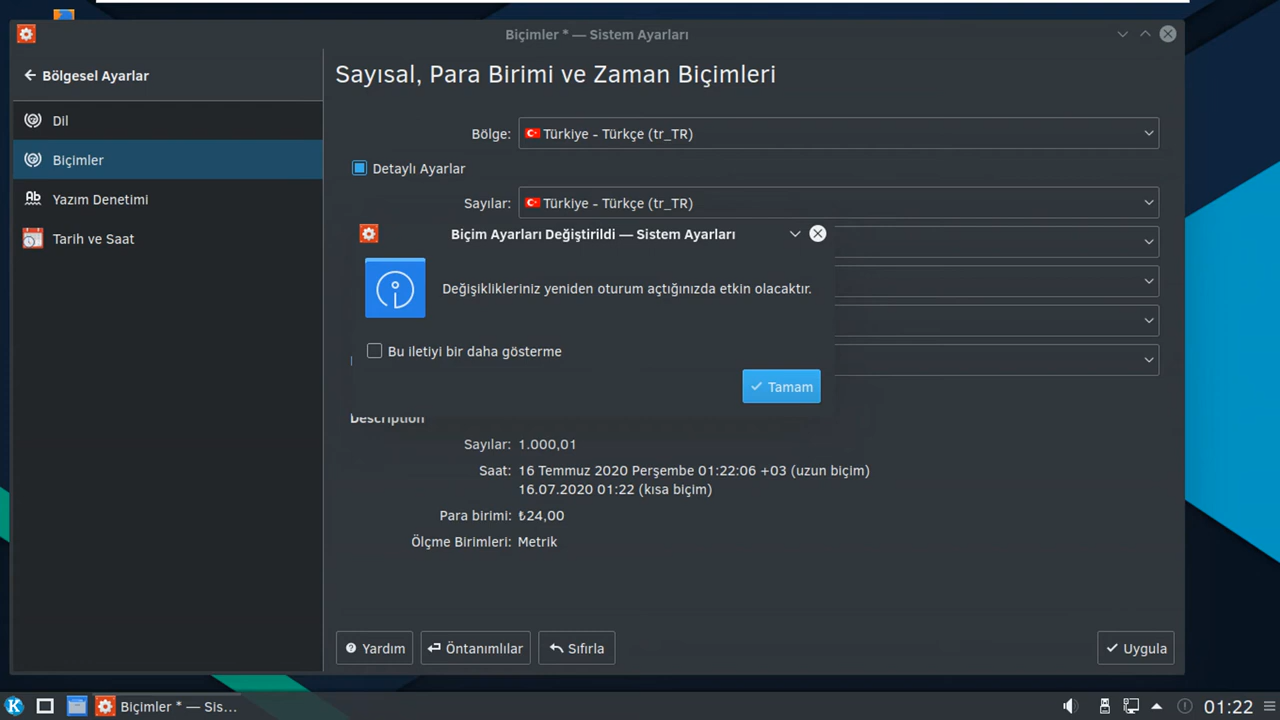 Biçimler * — Sistem Ayarları
Bölgesel Ayarlar
Dil
Biçimler
Yazım Denetimi
Tarih ve Saat
Sayısal, Para Birimi ve Zaman Biçimleri
Bölge: Türkiye - Türkçe (tr_TR)
Detaylı Ayarlar
Sayılar: Türkiye - Türkçe (tr_TR)
Biçim Ayarları Değiştirildi — Sistem Ayarları
Değişiklikleriniz yeniden oturum açtığınızda etkin olacaktır.
Bu iletiyi bir daha gösterme
Tamam
Description
Sayılar: 1.000,01
Saat: 16 Temmuz 2020 Perşembe 01:22:06 +03 (uzun biçim)
16.07.2020 01:22 (kısa biçim)
Para birimi: ₺24,00
Ölçme Birimleri: Metrik
Yardım
Öntanımlılar
Sıfırla
Uygula
Biçimler * — Sis...
01:22